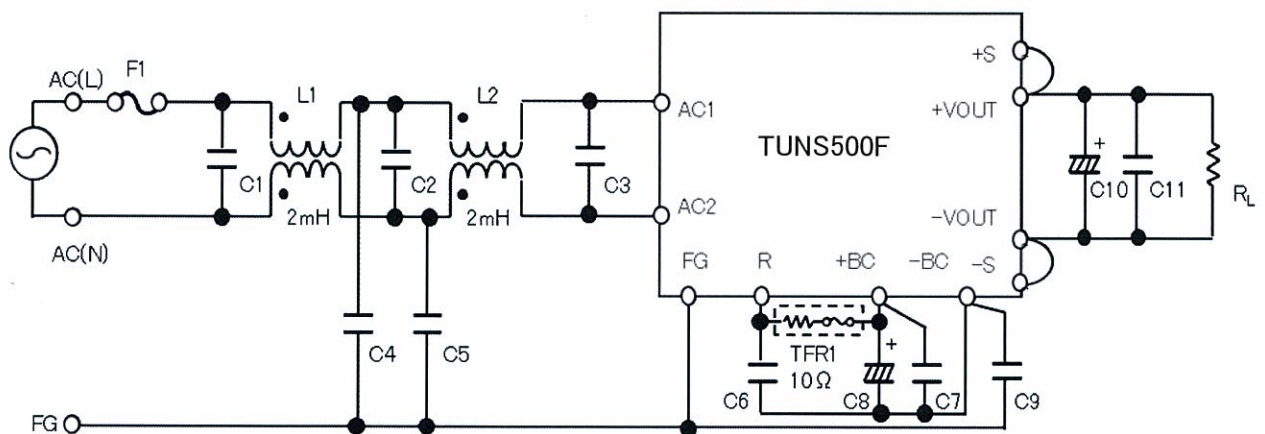 AC(L)
F1
L1
L2
C1
2mH
C2
2mH
C3
AC(N)
C4
C5
FG
AC1
AC2
TUNS500F
+S
+VOUT
-VOUT
-S
FG
R
+BC
-BC
+
C10
C11
RL
TFR1
10Ω
+
C6
C8
C7
C9